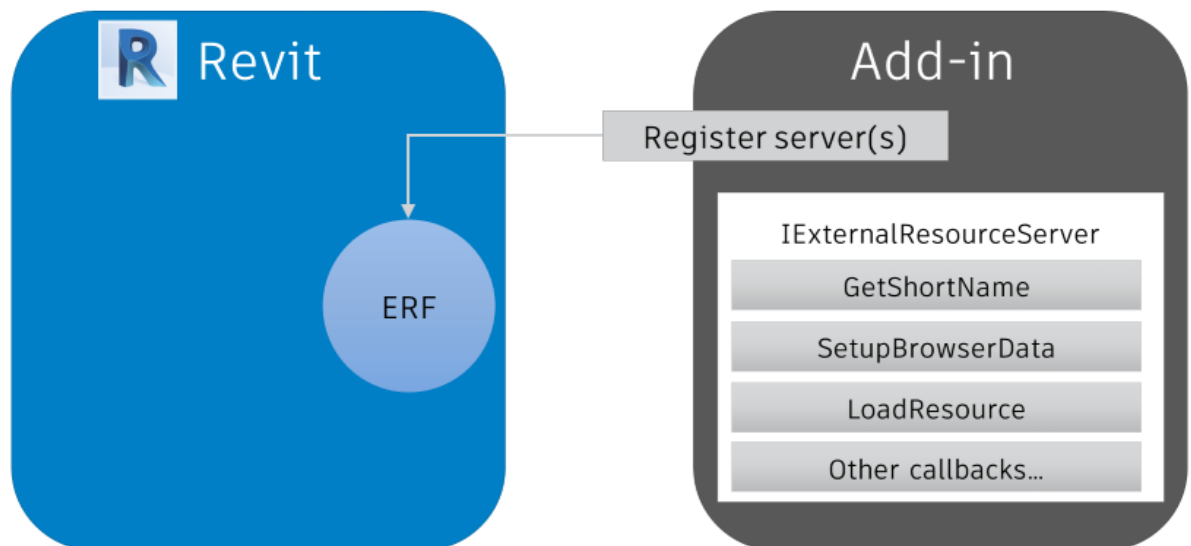 R Revit
Add-in
Register server(s)
IExternalResourceServer
GetShortName
ERF
SetupBrowserData
LoadResource
Other callbacks…